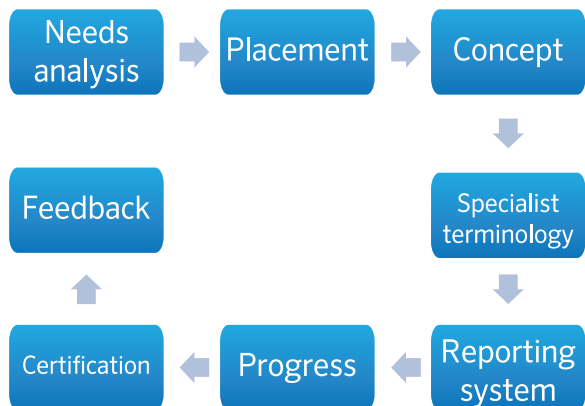 Needs
analysis
Placement
Concept
Specialist
terminology
Reporting
system
Progress
Certification
Feedback